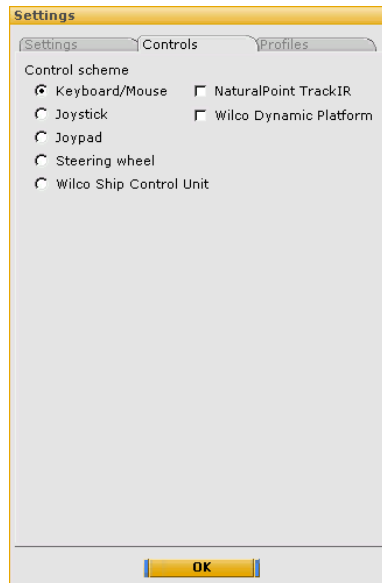 Settings
Settings Controls Profiles
Control scheme
Keyboard/Mouse NaturalPoint TrackIR
Joystick Wilco Dynamic Platform
Joypad
Steering wheel
Wilco Ship Control Unit
OK